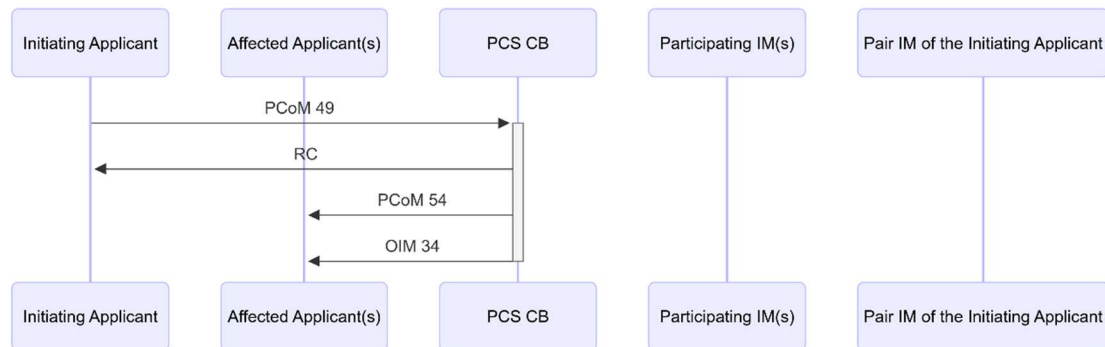 Initiating Applicant
Affected Applicant(s)
PCS CB
Participating IM(s)
Pair IM of the Initiating Applicant
PCoM 49
RC
PCoM 54
OIM 34
Initiating Applicant
Affected Applicant(s)
PCS CB
Participating IM(s)
Pair IM of the Initiating Applicant